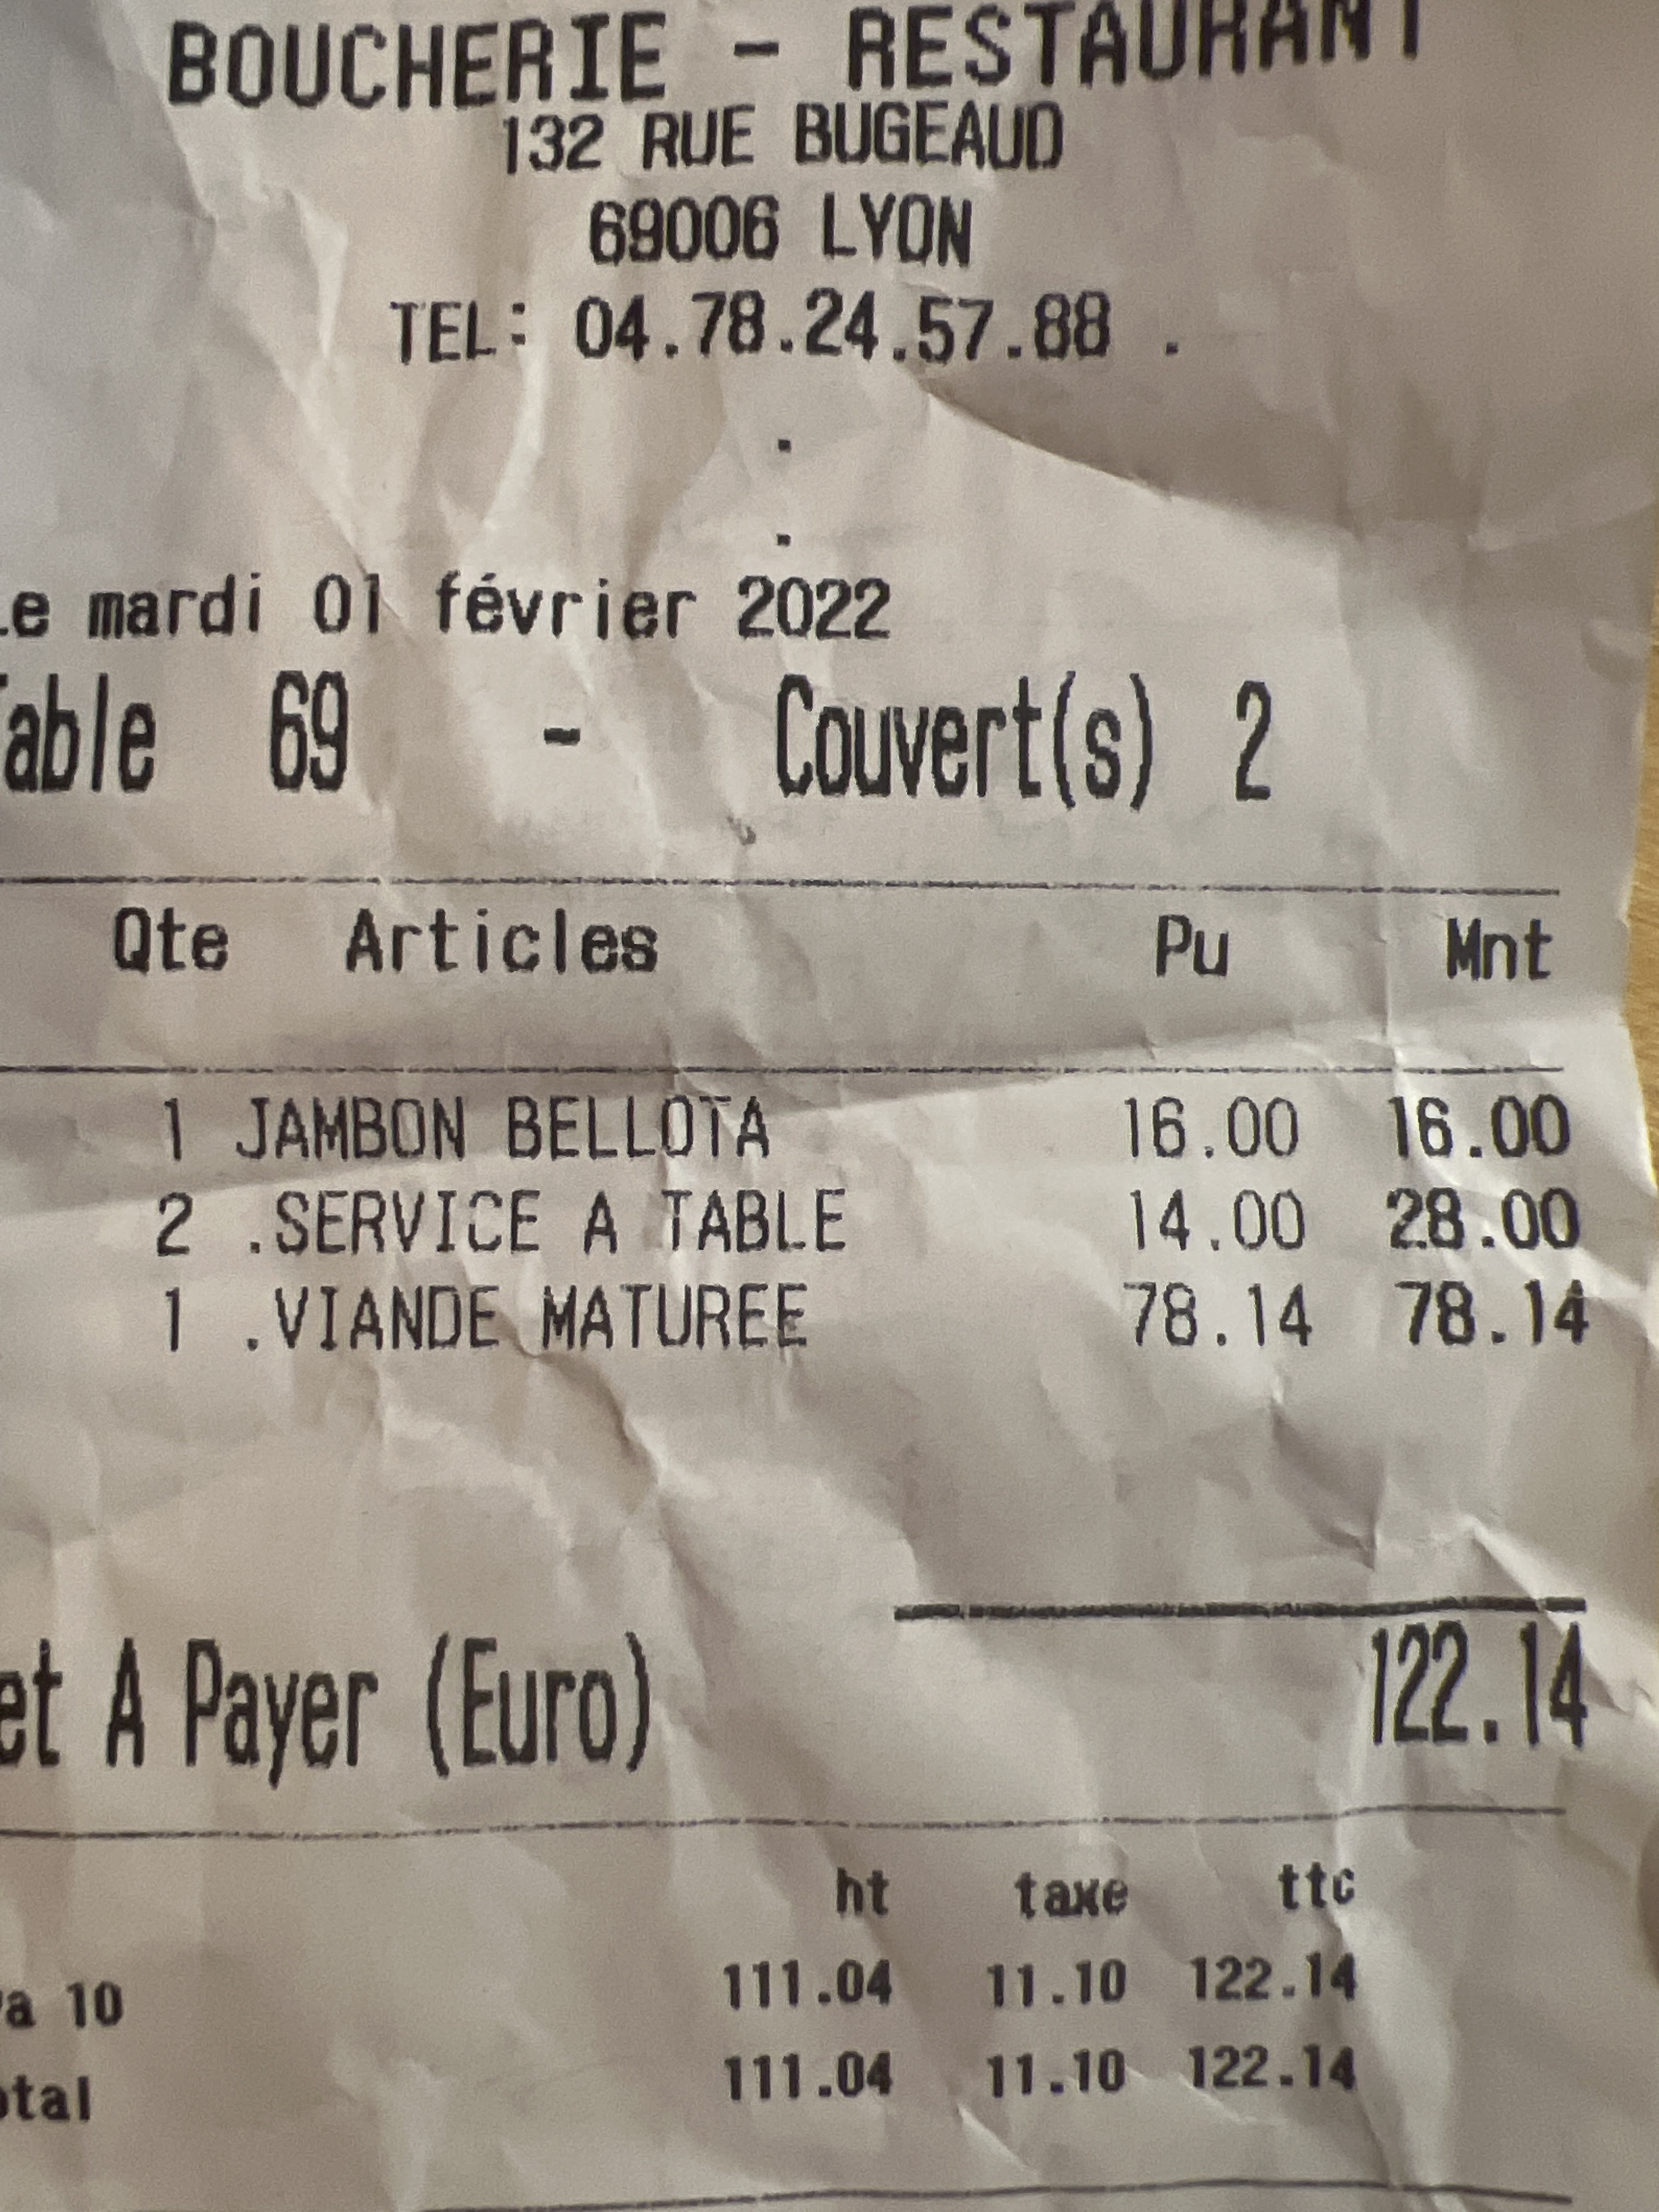 BOUCHERIE - RESTAURANT
132 RUE BUGEAUD
69006 LYON
TEL: 04.78.24.57.88 .
.
.
Le mardi 01 février 2022
Table 69 - Couvert(s) 2
Qte Articles Pu Mnt
1 JAMBON BELLOTA 16.00 16.00
2 .SERVICE A TABLE 14.00 28.00
1 .VIANDE MATUREE 78.14 78.14
et A Payer (Euro) 122.14
ht taxe ttc
va 10 111.04 11.10 122.14
otal 111.04 11.10 122.14